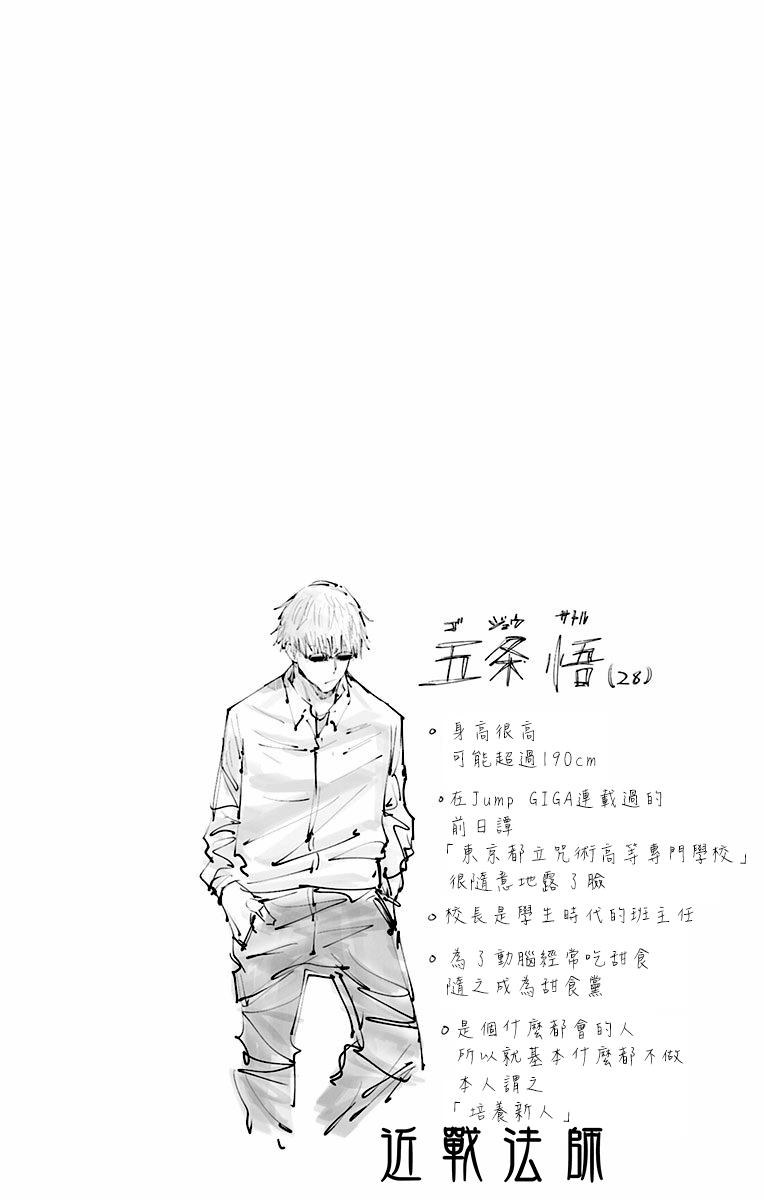 ゴ ジョウ サトル
五条 悟(28)
。身高很高
可能超過190cm
。在Jump GIGA連載過的
前日譚
「東京都立咒術高等專門學校」
很隨意地露了臉
。校長是學生時代的班主任
。為了動腦經常吃甜食
隨之成為甜食黨
。是個什麼都會的人
所以就基本什麼都不做
本人謂之
「培養新人」
近戰法師